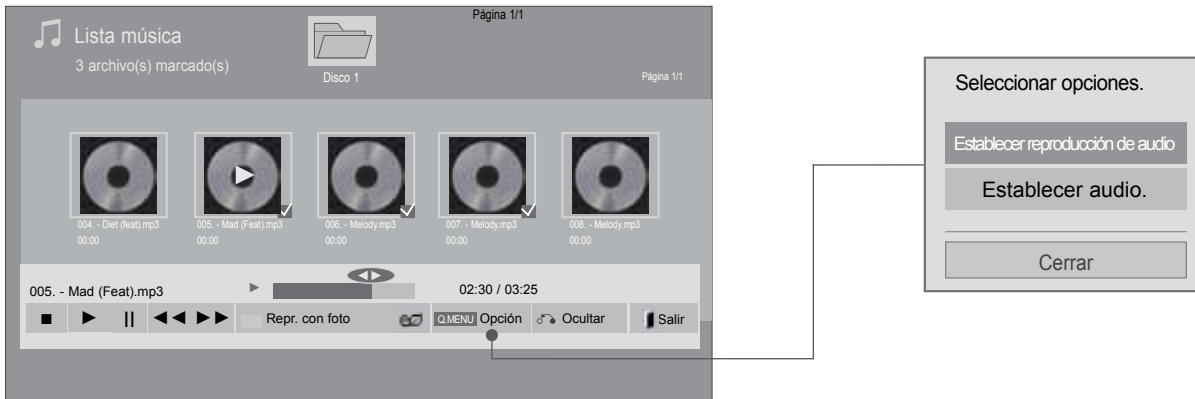 Página 1/1
Lista música
3 archivo(s) marcado(s)
Disco 1
Página 1/1
004. - Diet (feat).mp3
00:00
005. - Mad (Feat).mp3
00:00
006. - Melody.mp3
00:00
007. - Melody.mp3
00:00
008. - Melody.mp3
00:00
005. - Mad (Feat).mp3
02:30 / 03:25
Repr. con foto
Q.MENU Opción
Ocultar
Salir
Seleccionar opciones.
Establecer reproducción de audio
Establecer audio.
Cerrar